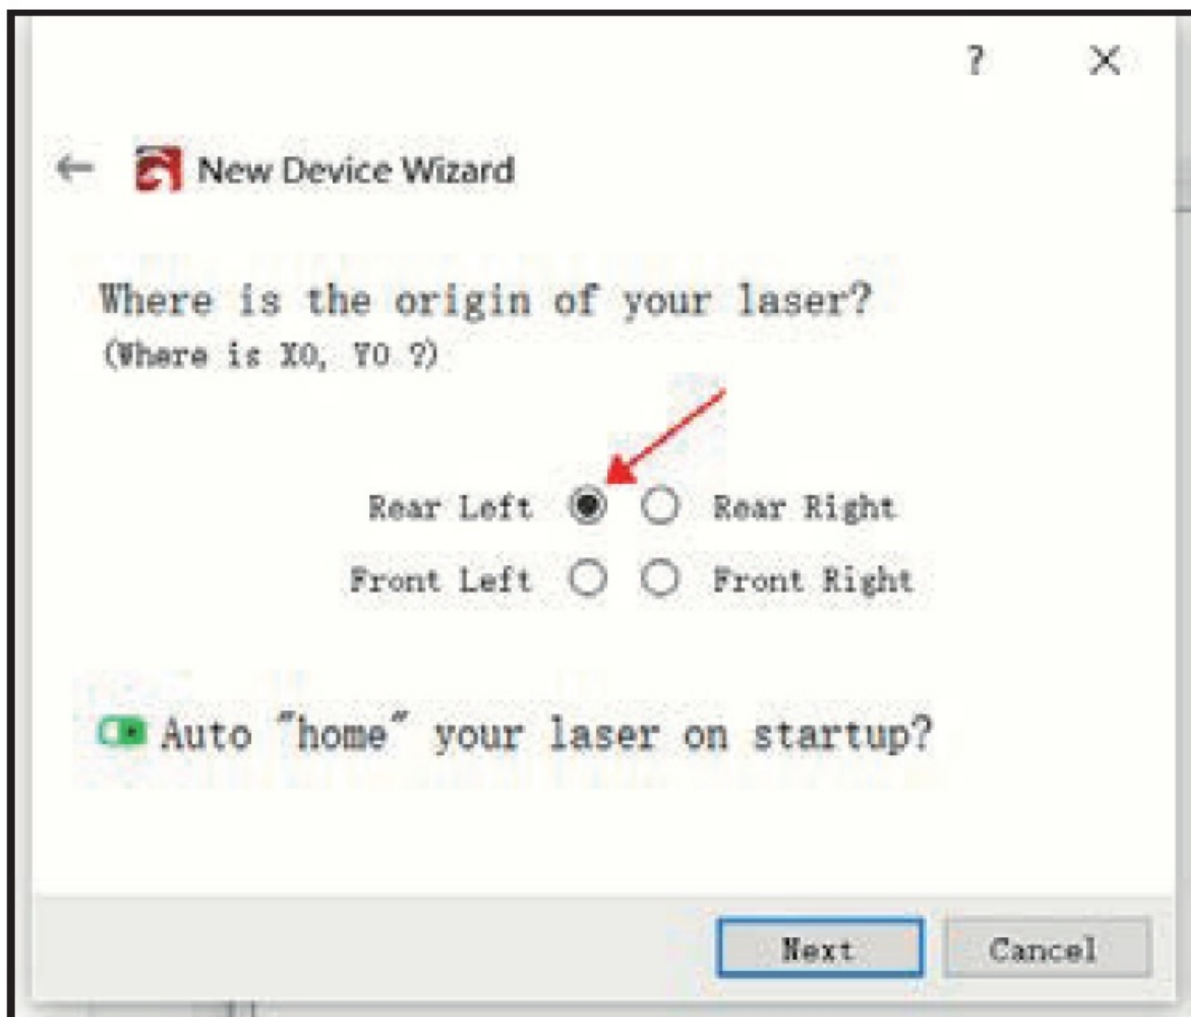 ?
New Device Wizard
Where is the origin of your laser?
(Where is X0, Y0 ?)
Rear Left Rear Right
Front Left Front Right
Auto "home" your laser on startup?
Next Cancel